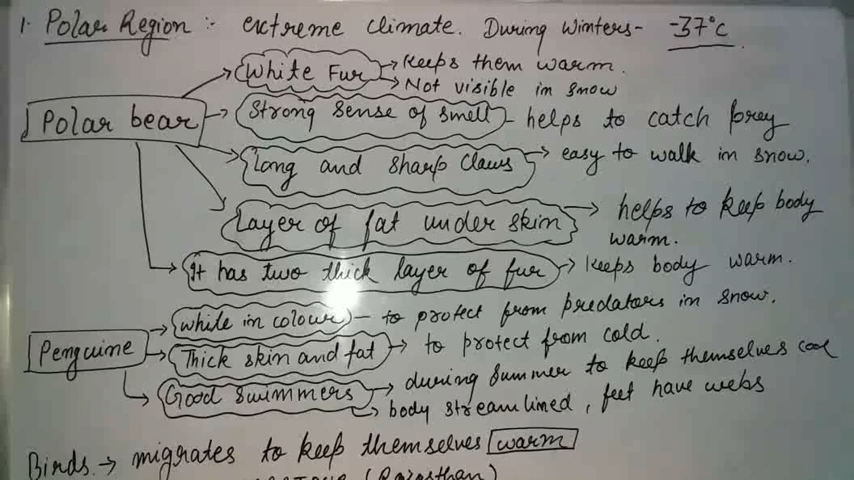 1. Polar Region :- extreme climate. During winters- -37°C
White Fur → Keeps them warm.
→ Not visible in snow
Polar bear
Strong sense of smell - helps to catch prey
Long and sharp claws → easy to walk in snow.
Layer of fat under skin → helps to keep body
warm.
It has two thick layer of fur → keeps body warm.
while in colour - to protect from predators in snow.
Penguine
Thick skin and fat → to protect from cold.
Good swimmers → during summer to keep themselves cool
→ body streamlined, feet have webs
Birds → migrates to keep themselves warm
(Rajasthan)